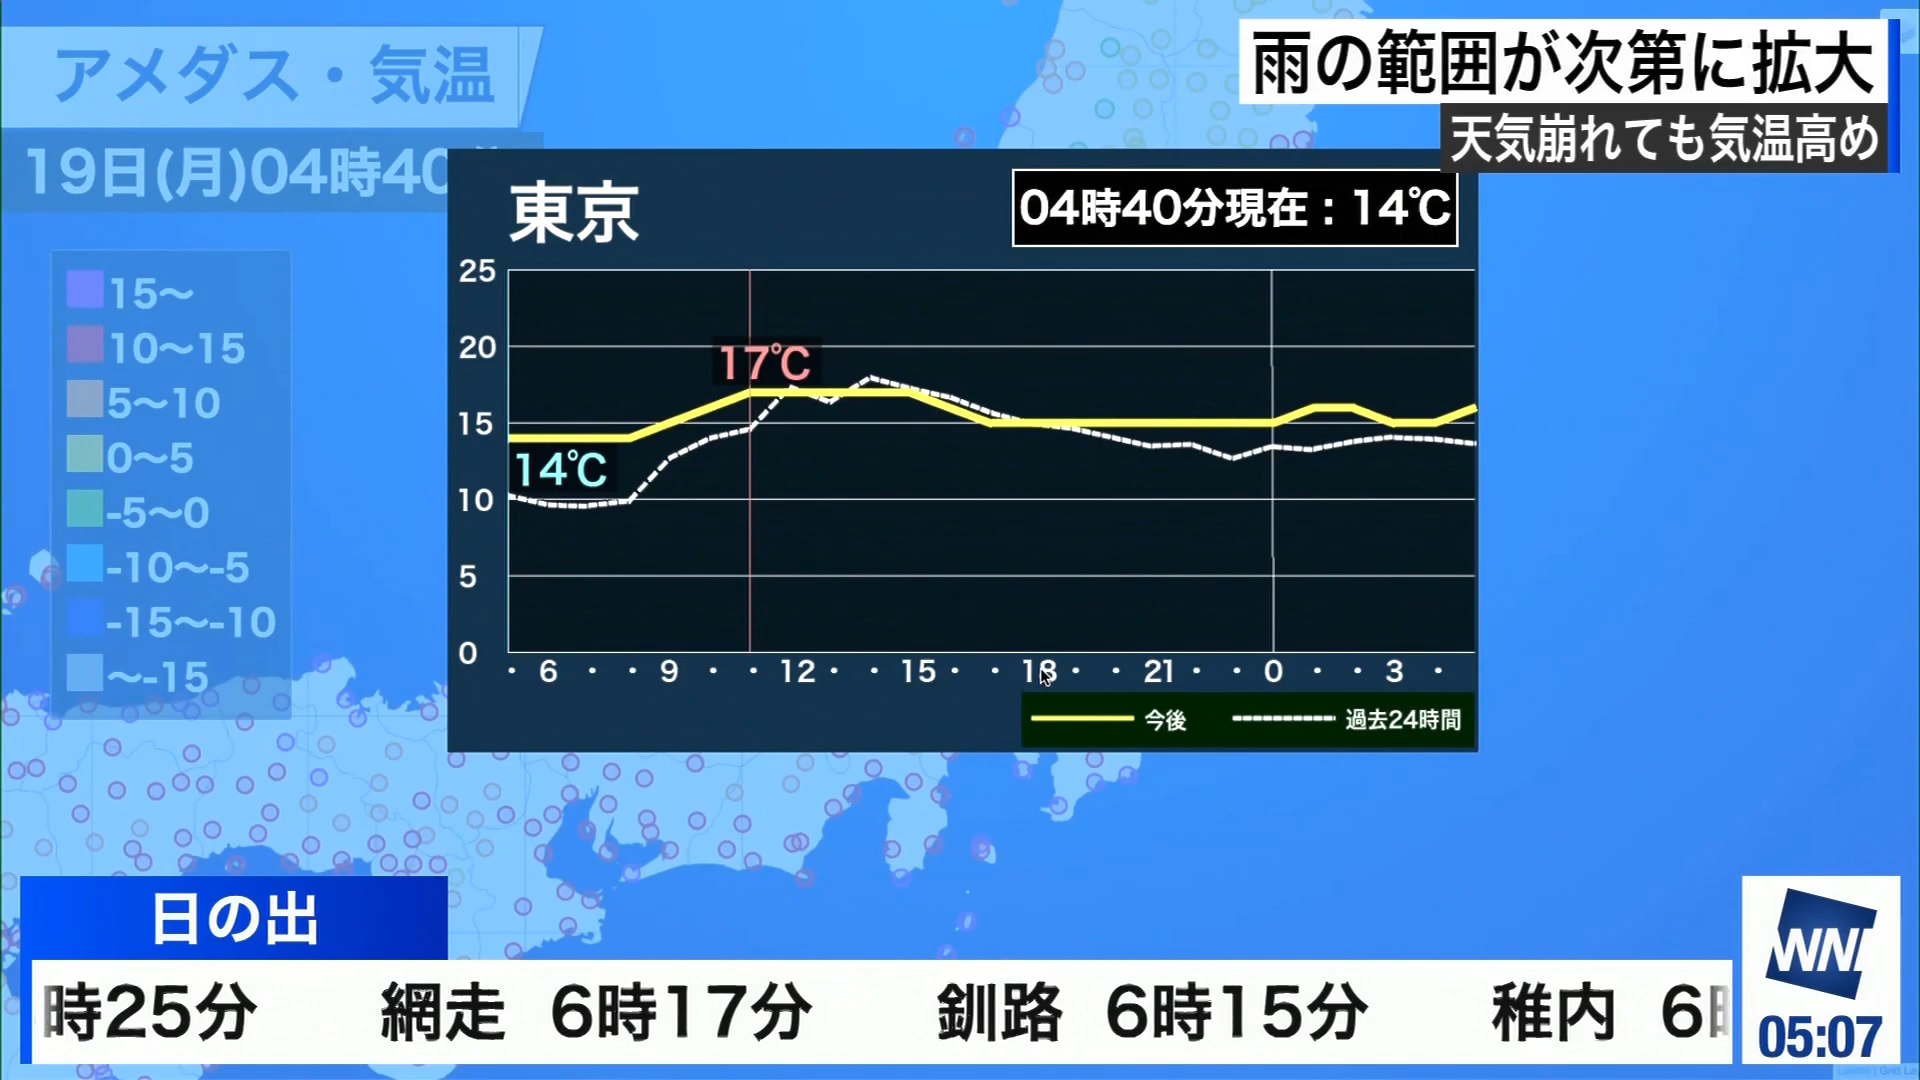 アメダス・気温
19日(月)04時40
雨の範囲が次第に拡大
天気崩れても気温高め
東京
04時40分現在：14℃
15〜
10〜15
5〜10
0〜5
-5〜0
-10〜-5
-15〜-10
〜-15
25
20
15
10
5
0
17℃
14℃
・ 6 ・ ・ 9 ・ ・ 12 ・ ・ 15 ・ ・ 18 ・ ・ 21 ・ ・ 0 ・ ・ 3 ・
今後 過去24時間
日の出
時25分 網走 6時17分 釧路 6時15分 稚内 6時
WNI
05:07